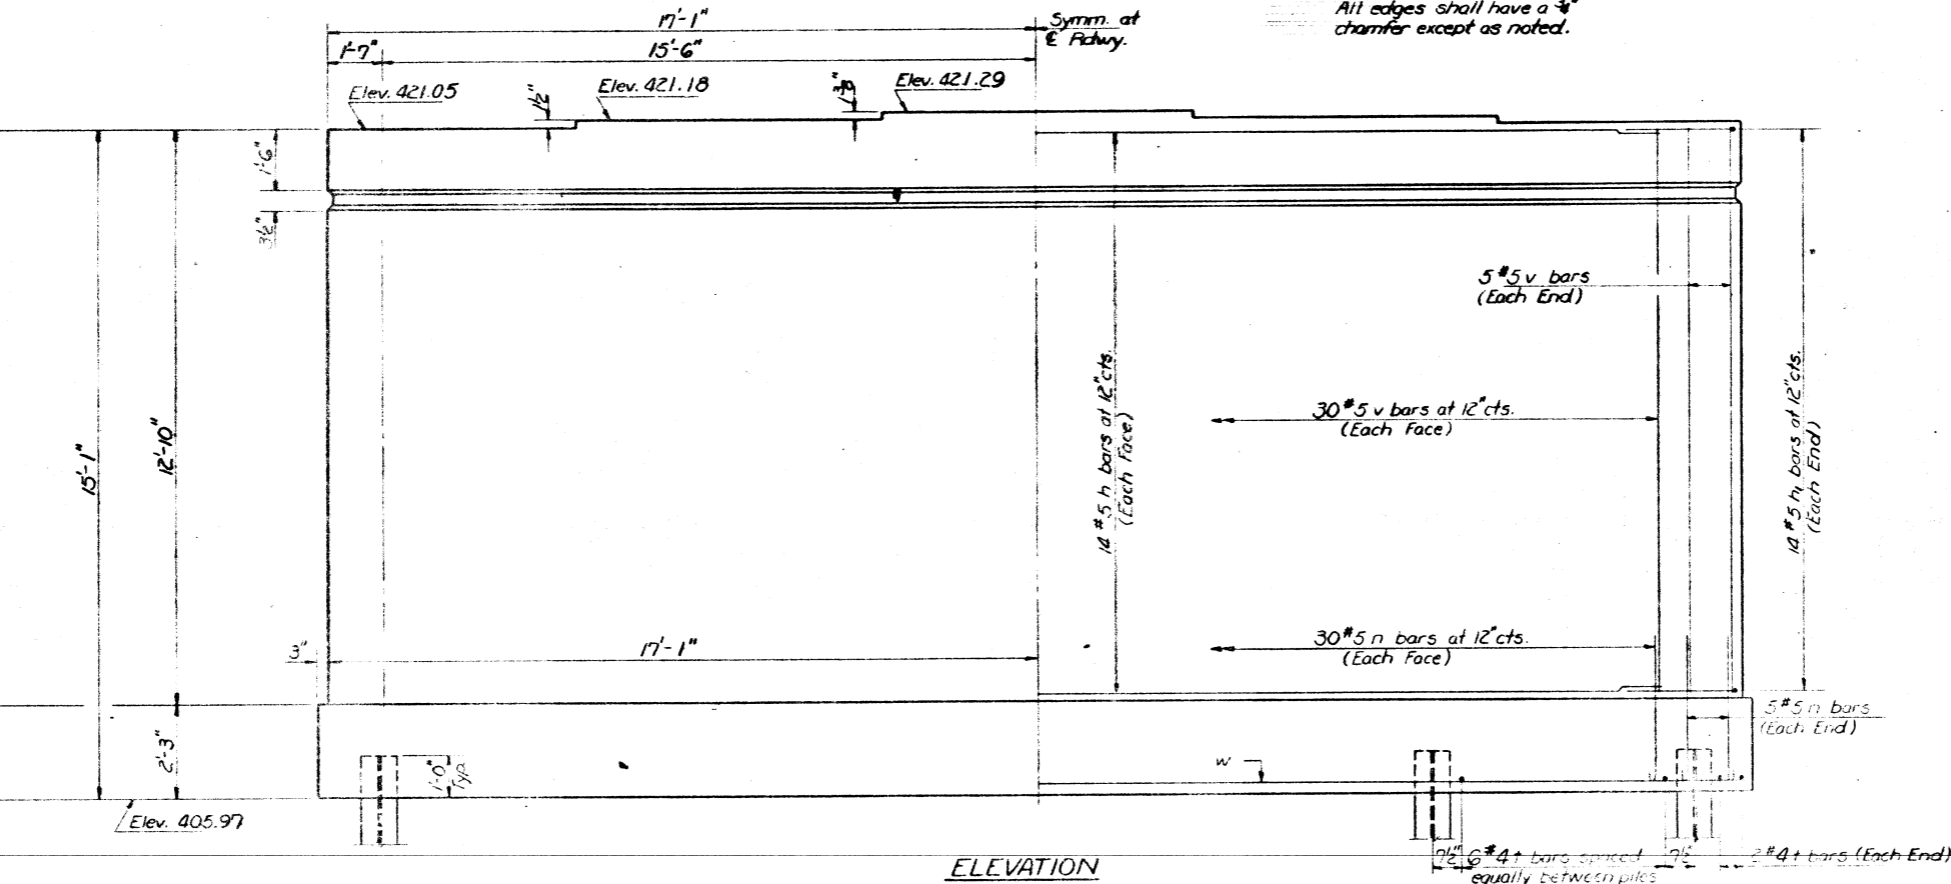 17'-1"
Symm. at
℄ Rdwy.
All edges shall have a ¾"
chamfer except as noted.
1'-7"
15'-6"
Elev. 421.05
1½"
Elev. 421.18
1⅜"
Elev. 421.29
1'-6"
3½"
5 #5 v bars
(Each End)
15'-1"
12'-10"
14 #5 h bars at 12" cts.
(Each Face)
30 #5 v bars at 12" cts.
(Each Face)
14 #5 h₁ bars at 12" cts.
(Each End)
3"
17'-1"
30 #5 n bars at 12" cts.
(Each Face)
5 #5 n bars
(Each End)
2'-3"
1'-0"
Typ.
w
Elev. 405.97
7½"
6 #4 t bars spaced
equally between piles
7½"
2 #4 t bars (Each End)
ELEVATION